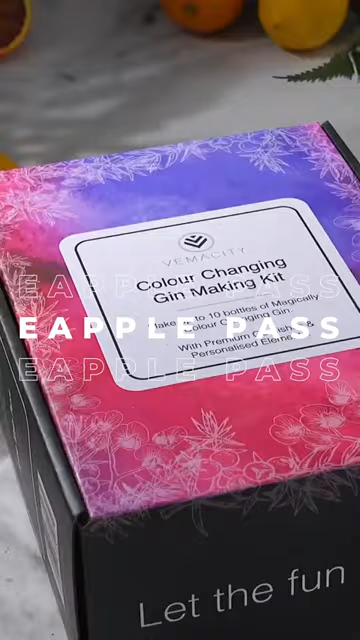 VEMACITY
Colour Changing
Gin Making Kit
EAPPLE PASS
EAPPLE PASS
EAPPLE PASS
to 10 bottles of Magically
Colour Changing Gin.
With Premium &
Personalised
Let the fun